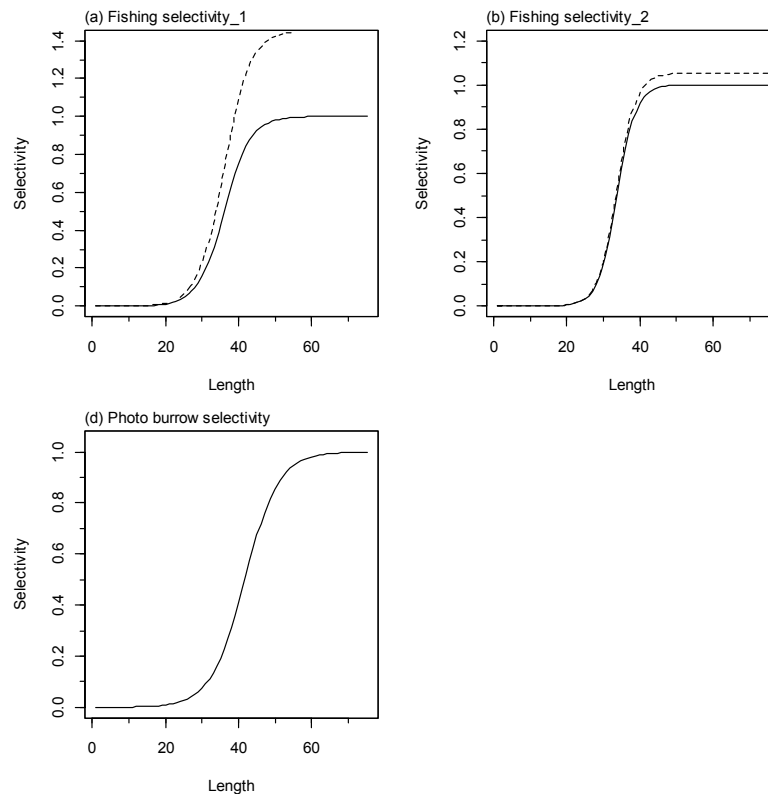 (a) Fishing selectivity_1
Selectivity
0.0 0.2 0.4 0.6 0.8 1.0 1.2 1.4
0 20 40 60
Length
(b) Fishing selectivity_2
Selectivity
0.0 0.2 0.4 0.6 0.8 1.0 1.2
0 20 40 60
Length
(d) Photo burrow selectivity
Selectivity
0.0 0.2 0.4 0.6 0.8 1.0
0 20 40 60
Length